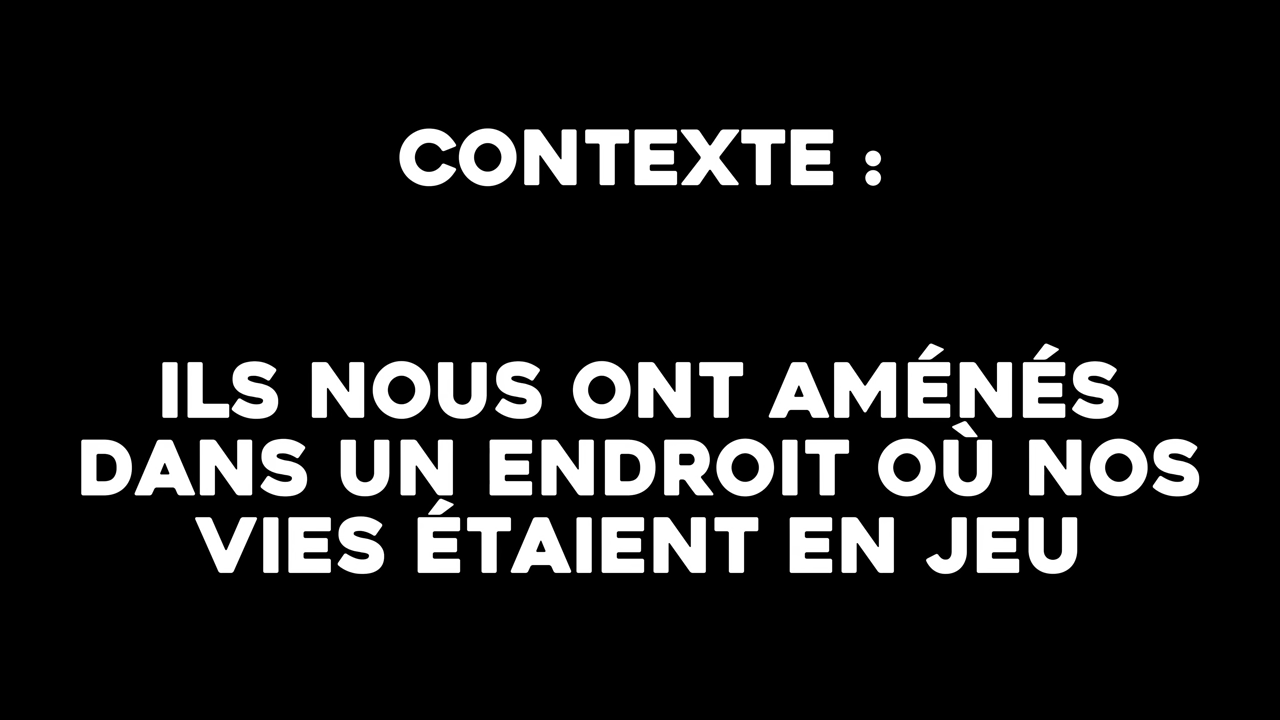 CONTEXTE :
ILS NOUS ONT AMÉNÉS
DANS UN ENDROIT OÙ NOS
VIES ÉTAIENT EN JEU